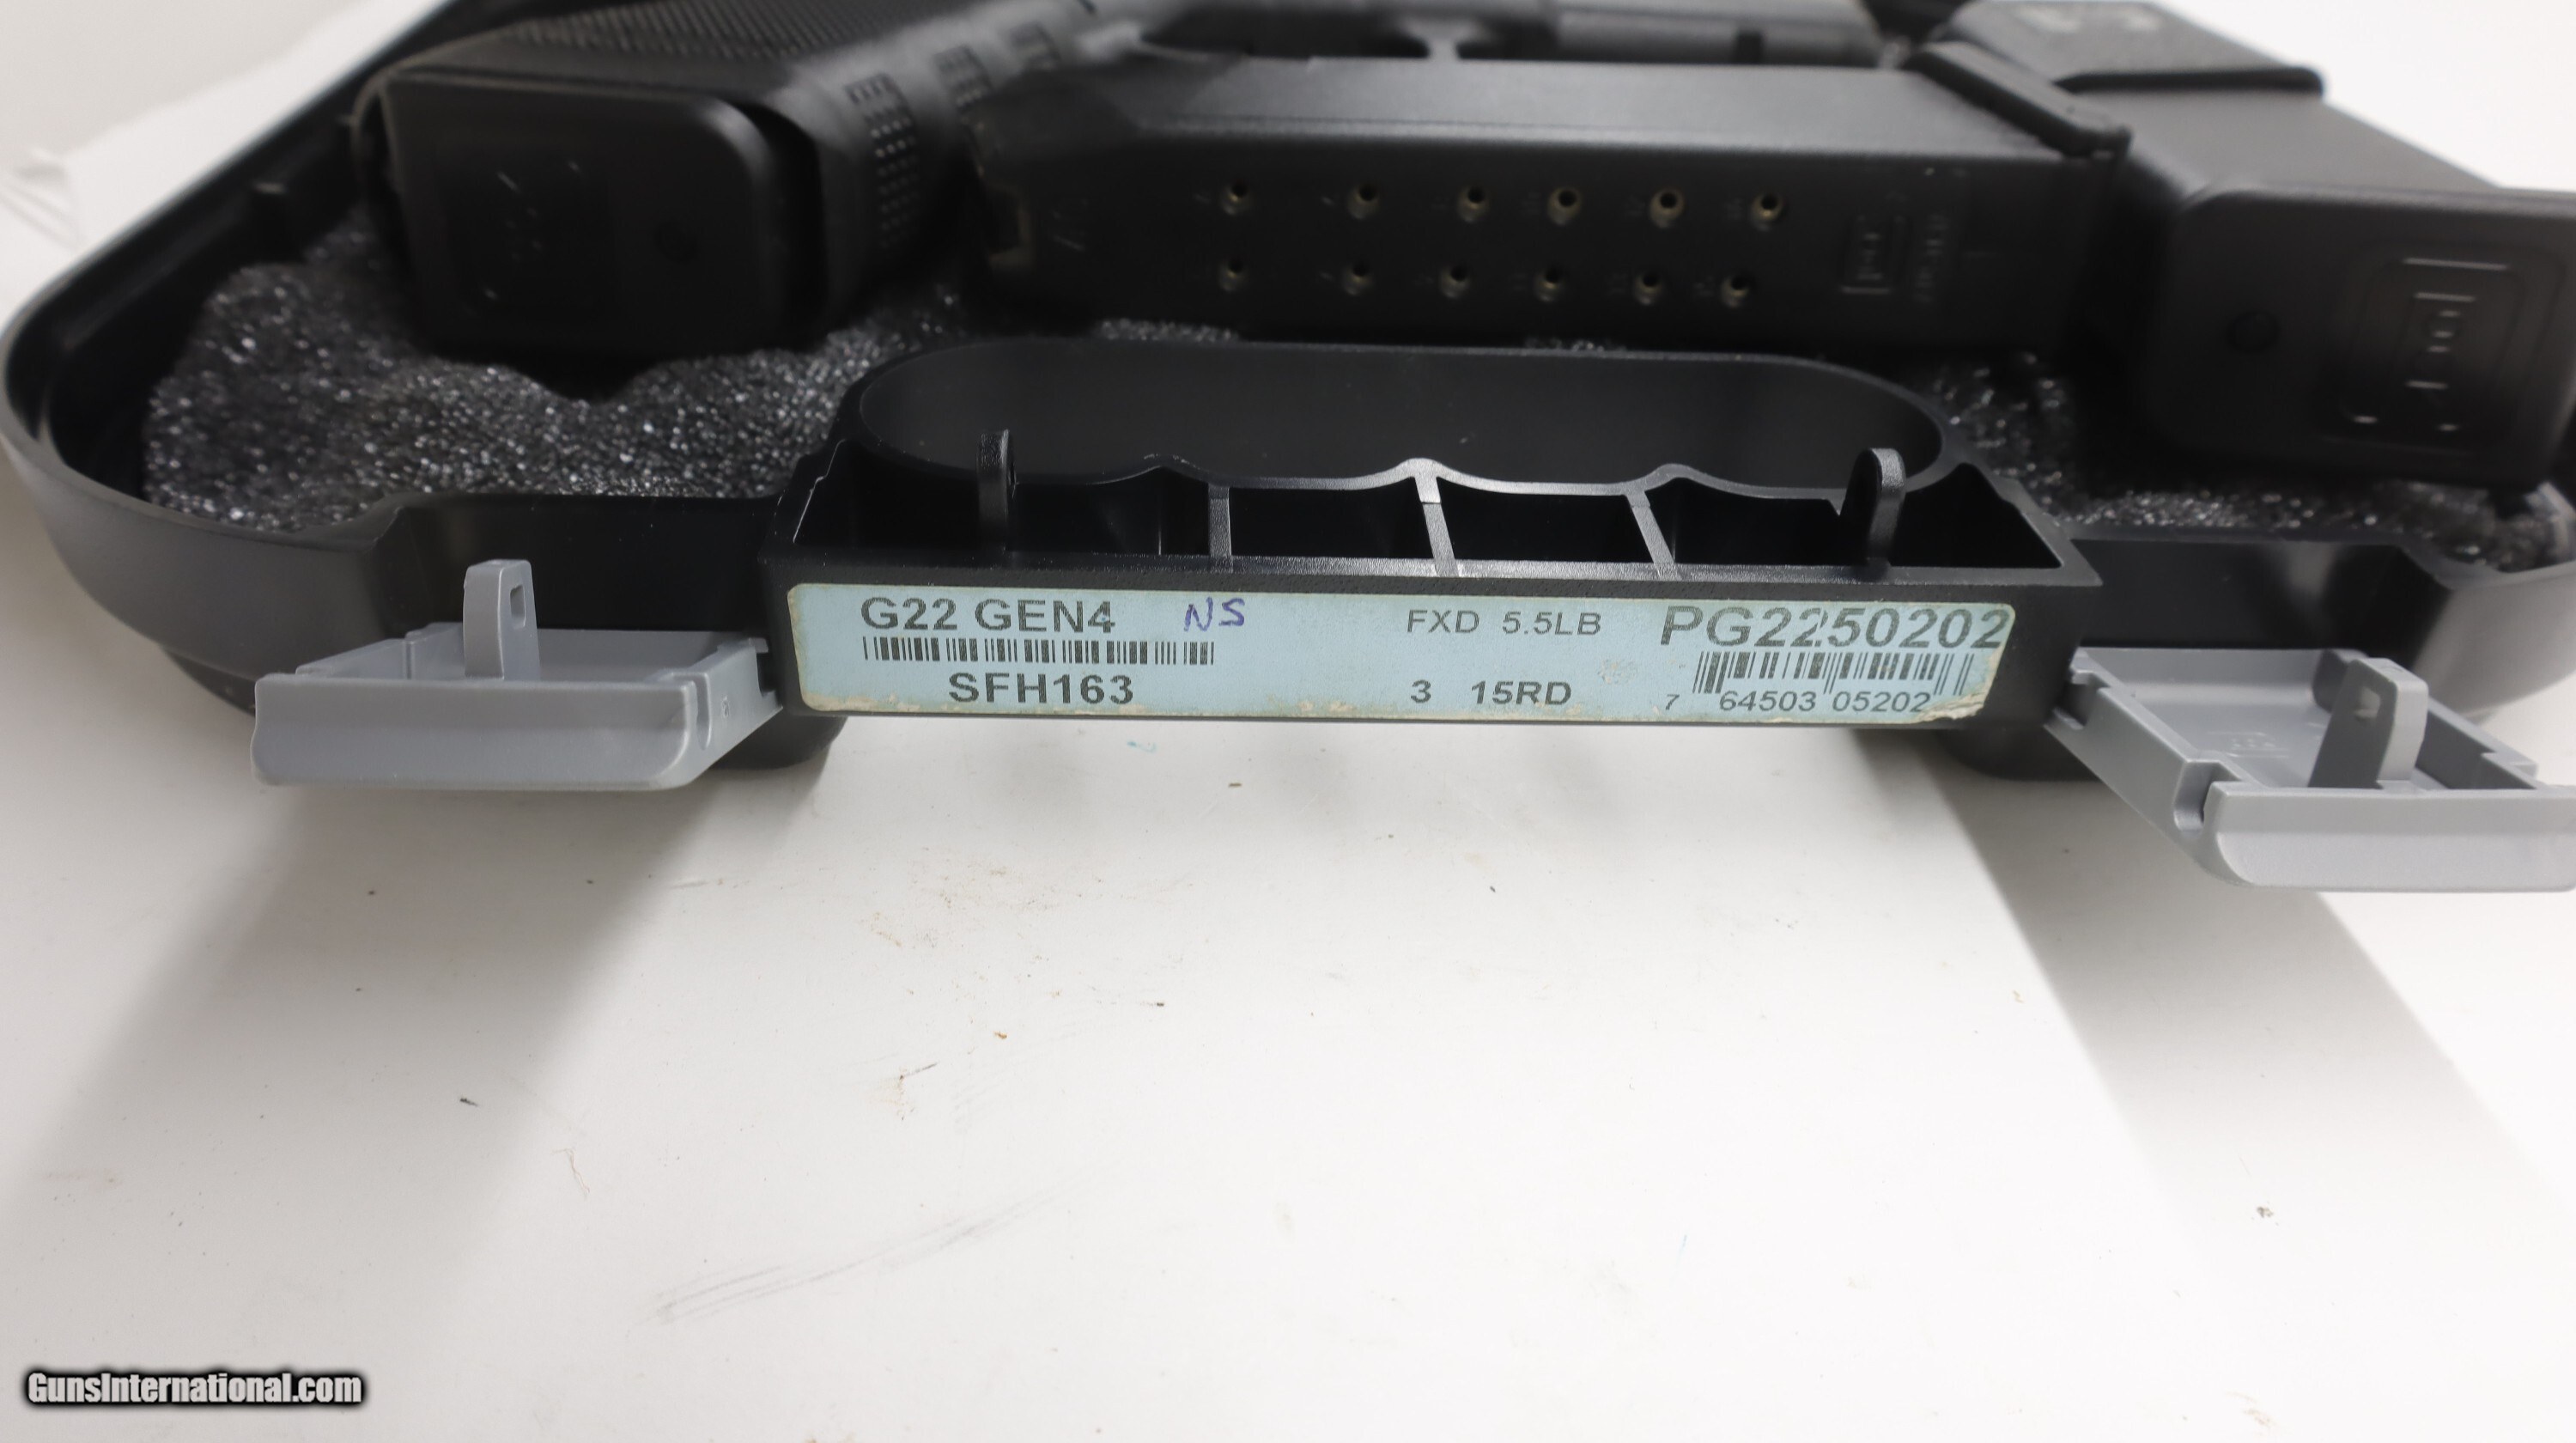 G22 GEN4 NS FXD 5.5LB PG2250202
SFH163 3 15RD 7 64503 05202
GunsInternational.com